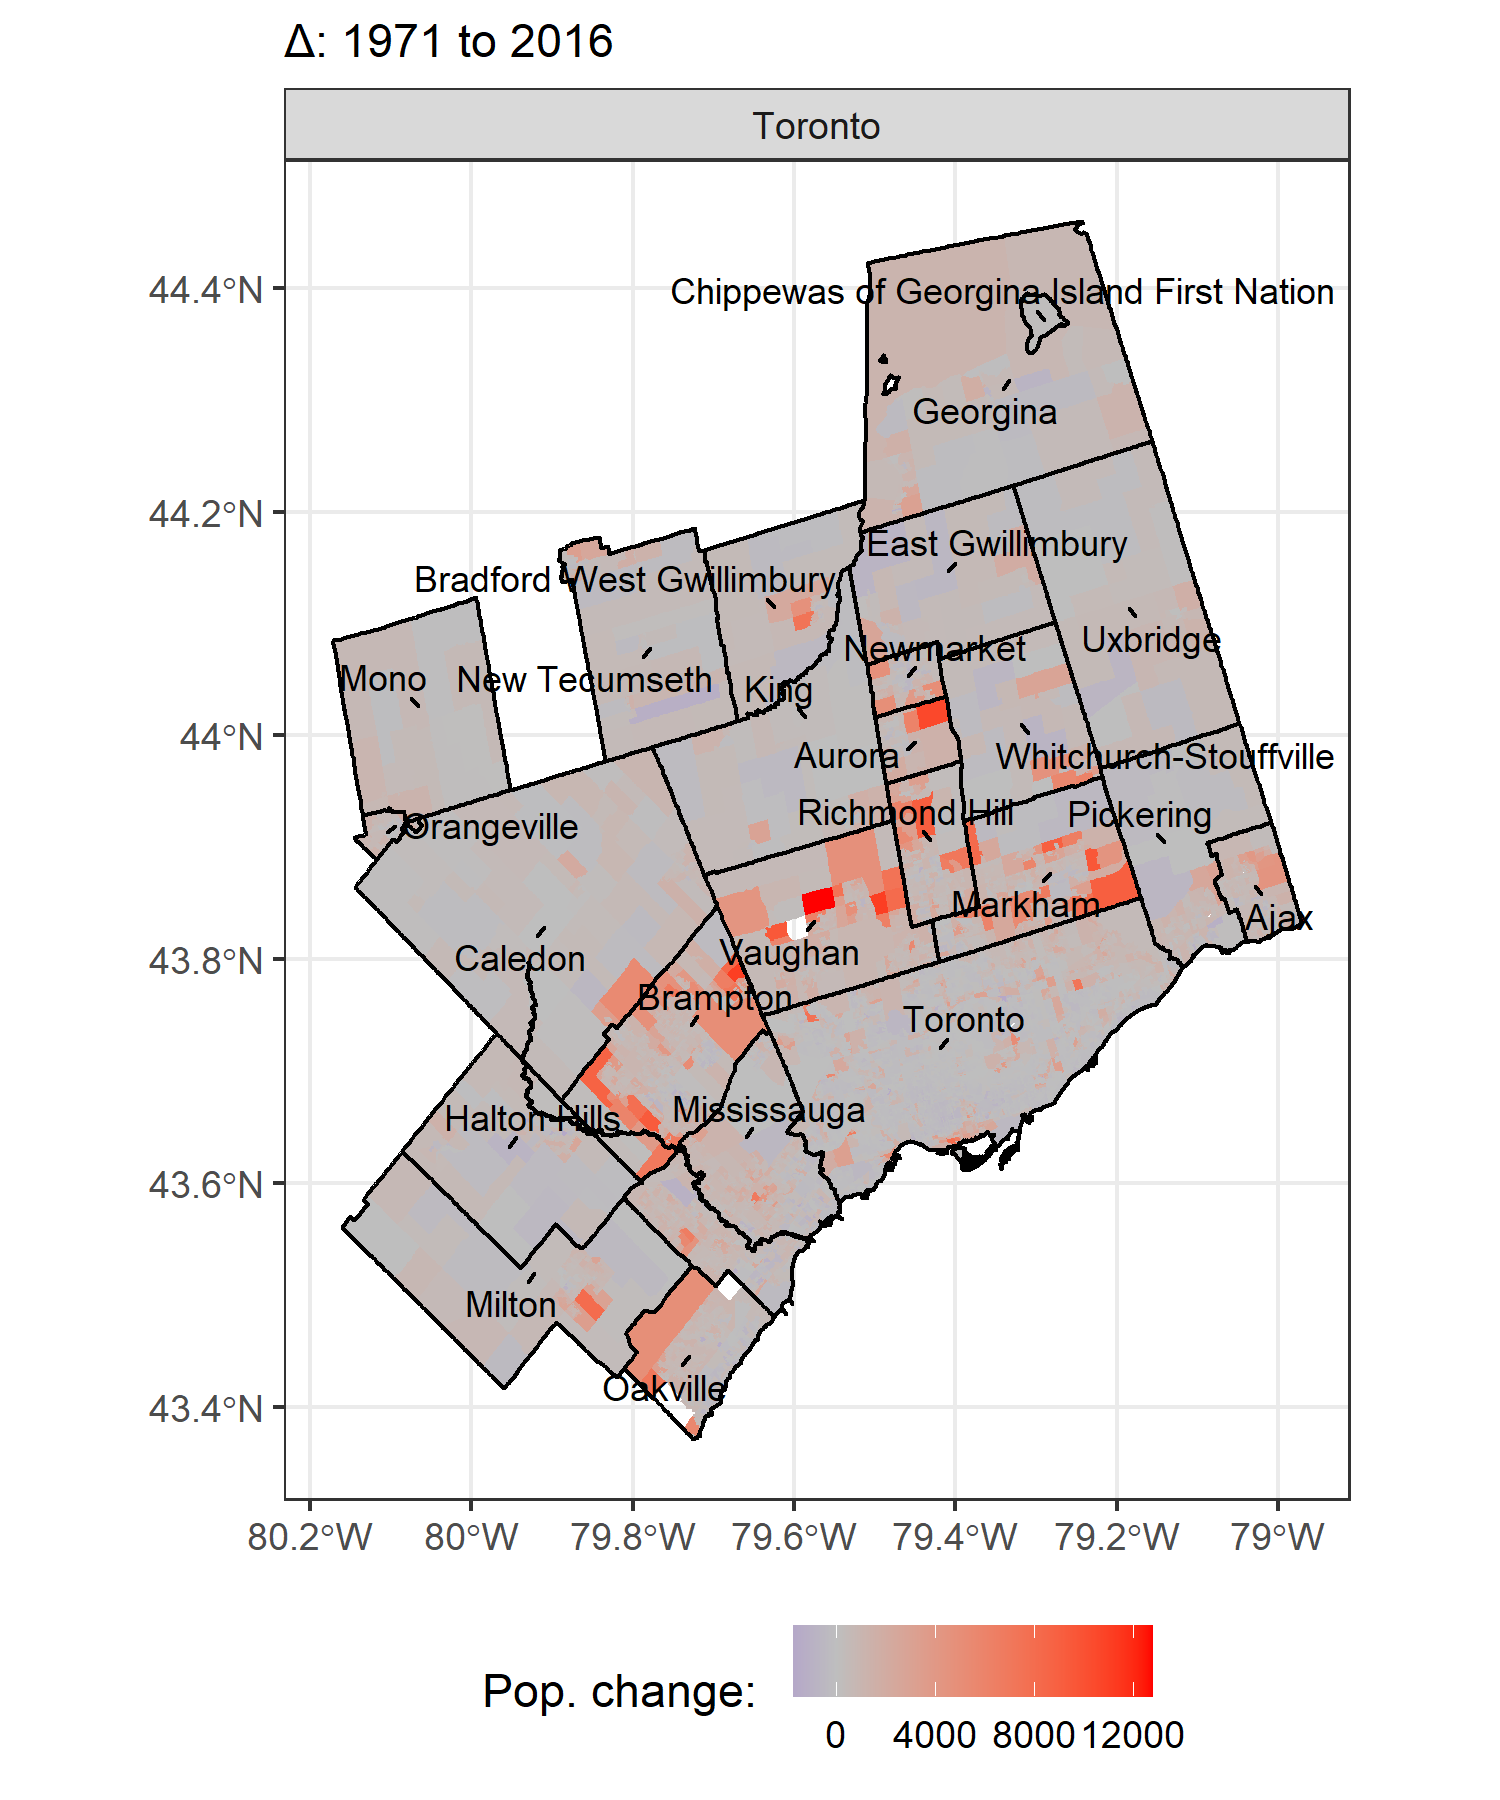 Δ: 1971 to 2016
Toronto
44.4°N
44.2°N
44°N
43.8°N
43.6°N
43.4°N
Chippewas of Georgina Island First Nation
Georgina
East Gwillimbury
Bradford West Gwillimbury
Uxbridge
Newmarket
Mono
New Tecumseth
King
Aurora
Whitchurch-Stouffville
Richmond Hill
Pickering
Orangeville
Markham
Ajax
Caledon
Vaughan
Brampton
Toronto
Mississauga
Halton Hills
Milton
Oakville
80.2°W 80°W 79.8°W 79.6°W 79.4°W 79.2°W 79°W
Pop. change:
0 4000 8000 12000